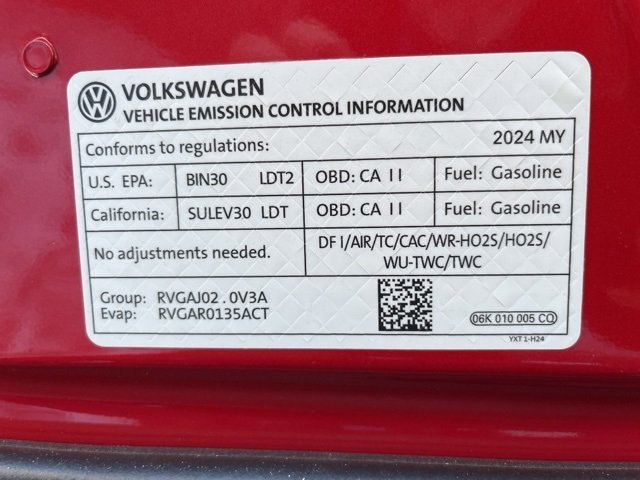 VOLKSWAGEN
VEHICLE EMISSION CONTROL INFORMATION
Conforms to regulations: 2024 MY
U.S. EPA: BIN30 LDT2 OBD: CA II Fuel: Gasoline
California: SULEV30 LDT OBD: CA II Fuel: Gasoline
No adjustments needed. DF I/AIR/TC/CAC/WR-HO2S/HO2S/
WU-TWC/TWC
Group: RVGAJ02.0V3A
Evap: RVGAR0135ACT
06K 010 005 CQ
YXT 1-H24